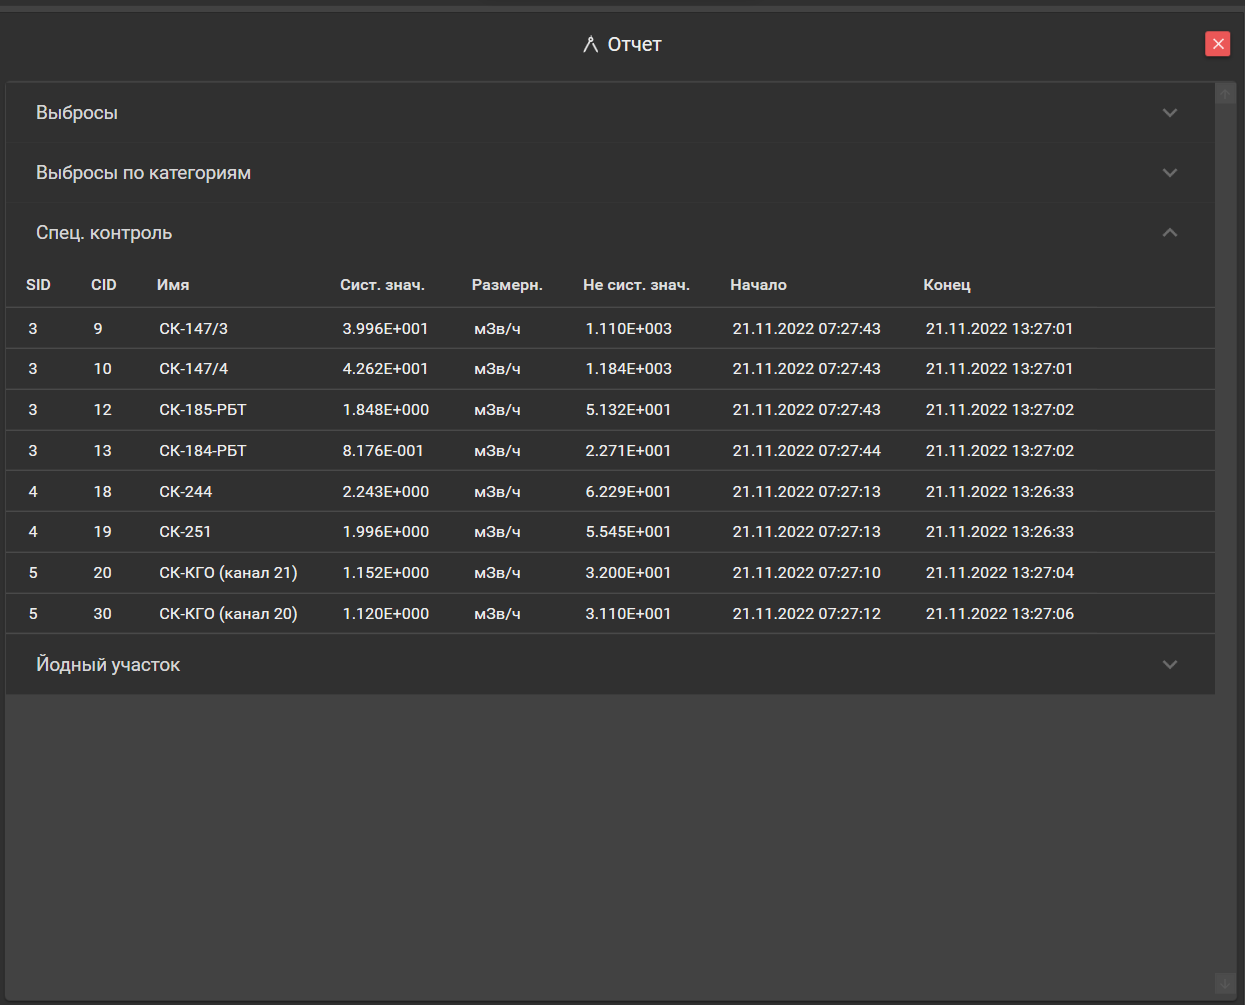 Отчет
Выбросы
Выбросы по категориям
Спец. контроль
SID CID Имя Сист. знач. Размерн. Не сист. знач. Начало Конец
3 9 СК-147/3 3.996E+001 мЗв/ч 1.110E+003 21.11.2022 07:27:43 21.11.2022 13:27:01
3 10 СК-147/4 4.262E+001 мЗв/ч 1.184E+003 21.11.2022 07:27:43 21.11.2022 13:27:01
3 12 СК-185-РБТ 1.848E+000 мЗв/ч 5.132E+001 21.11.2022 07:27:43 21.11.2022 13:27:02
3 13 СК-184-РБТ 8.176E-001 мЗв/ч 2.271E+001 21.11.2022 07:27:44 21.11.2022 13:27:02
4 18 СК-244 2.243E+000 мЗв/ч 6.229E+001 21.11.2022 07:27:13 21.11.2022 13:26:33
4 19 СК-251 1.996E+000 мЗв/ч 5.545E+001 21.11.2022 07:27:13 21.11.2022 13:26:33
5 20 СК-КГО (канал 21) 1.152E+000 мЗв/ч 3.200E+001 21.11.2022 07:27:10 21.11.2022 13:27:04
5 30 СК-КГО (канал 20) 1.120E+000 мЗв/ч 3.110E+001 21.11.2022 07:27:12 21.11.2022 13:27:06
Йодный участок